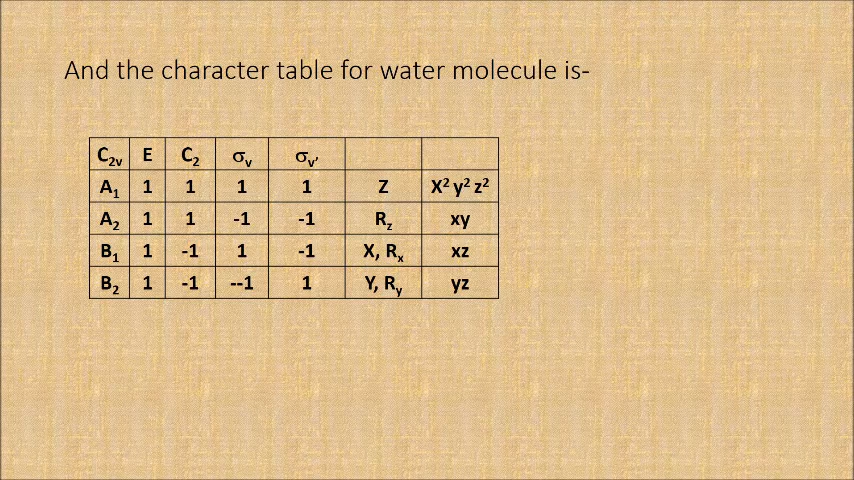 And the character table for water molecule is-
C2v E C2 σv σv’
A1 1 1 1 1 Z X² y² z²
A2 1 1 -1 -1 Rz xy
B1 1 -1 1 -1 X, Rx xz
B2 1 -1 --1 1 Y, Ry yz